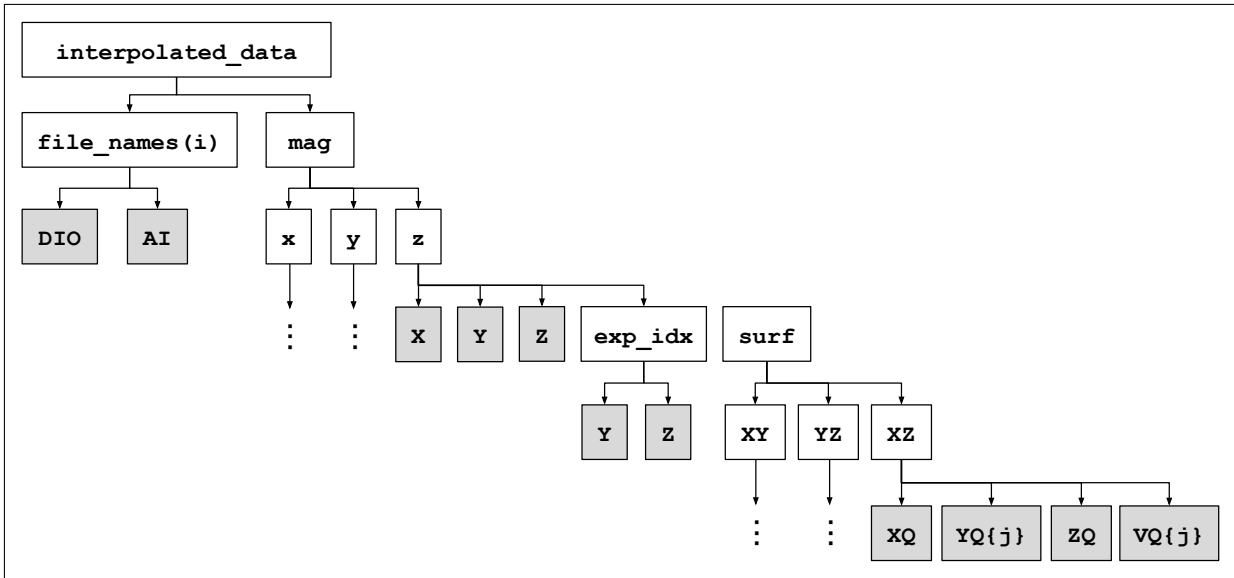 interpolated_data
file_names(i) mag
DIO AI x y z
X Y Z exp_idx surf
Y Z XY YZ XZ
XQ YQ{j} ZQ VQ{j}